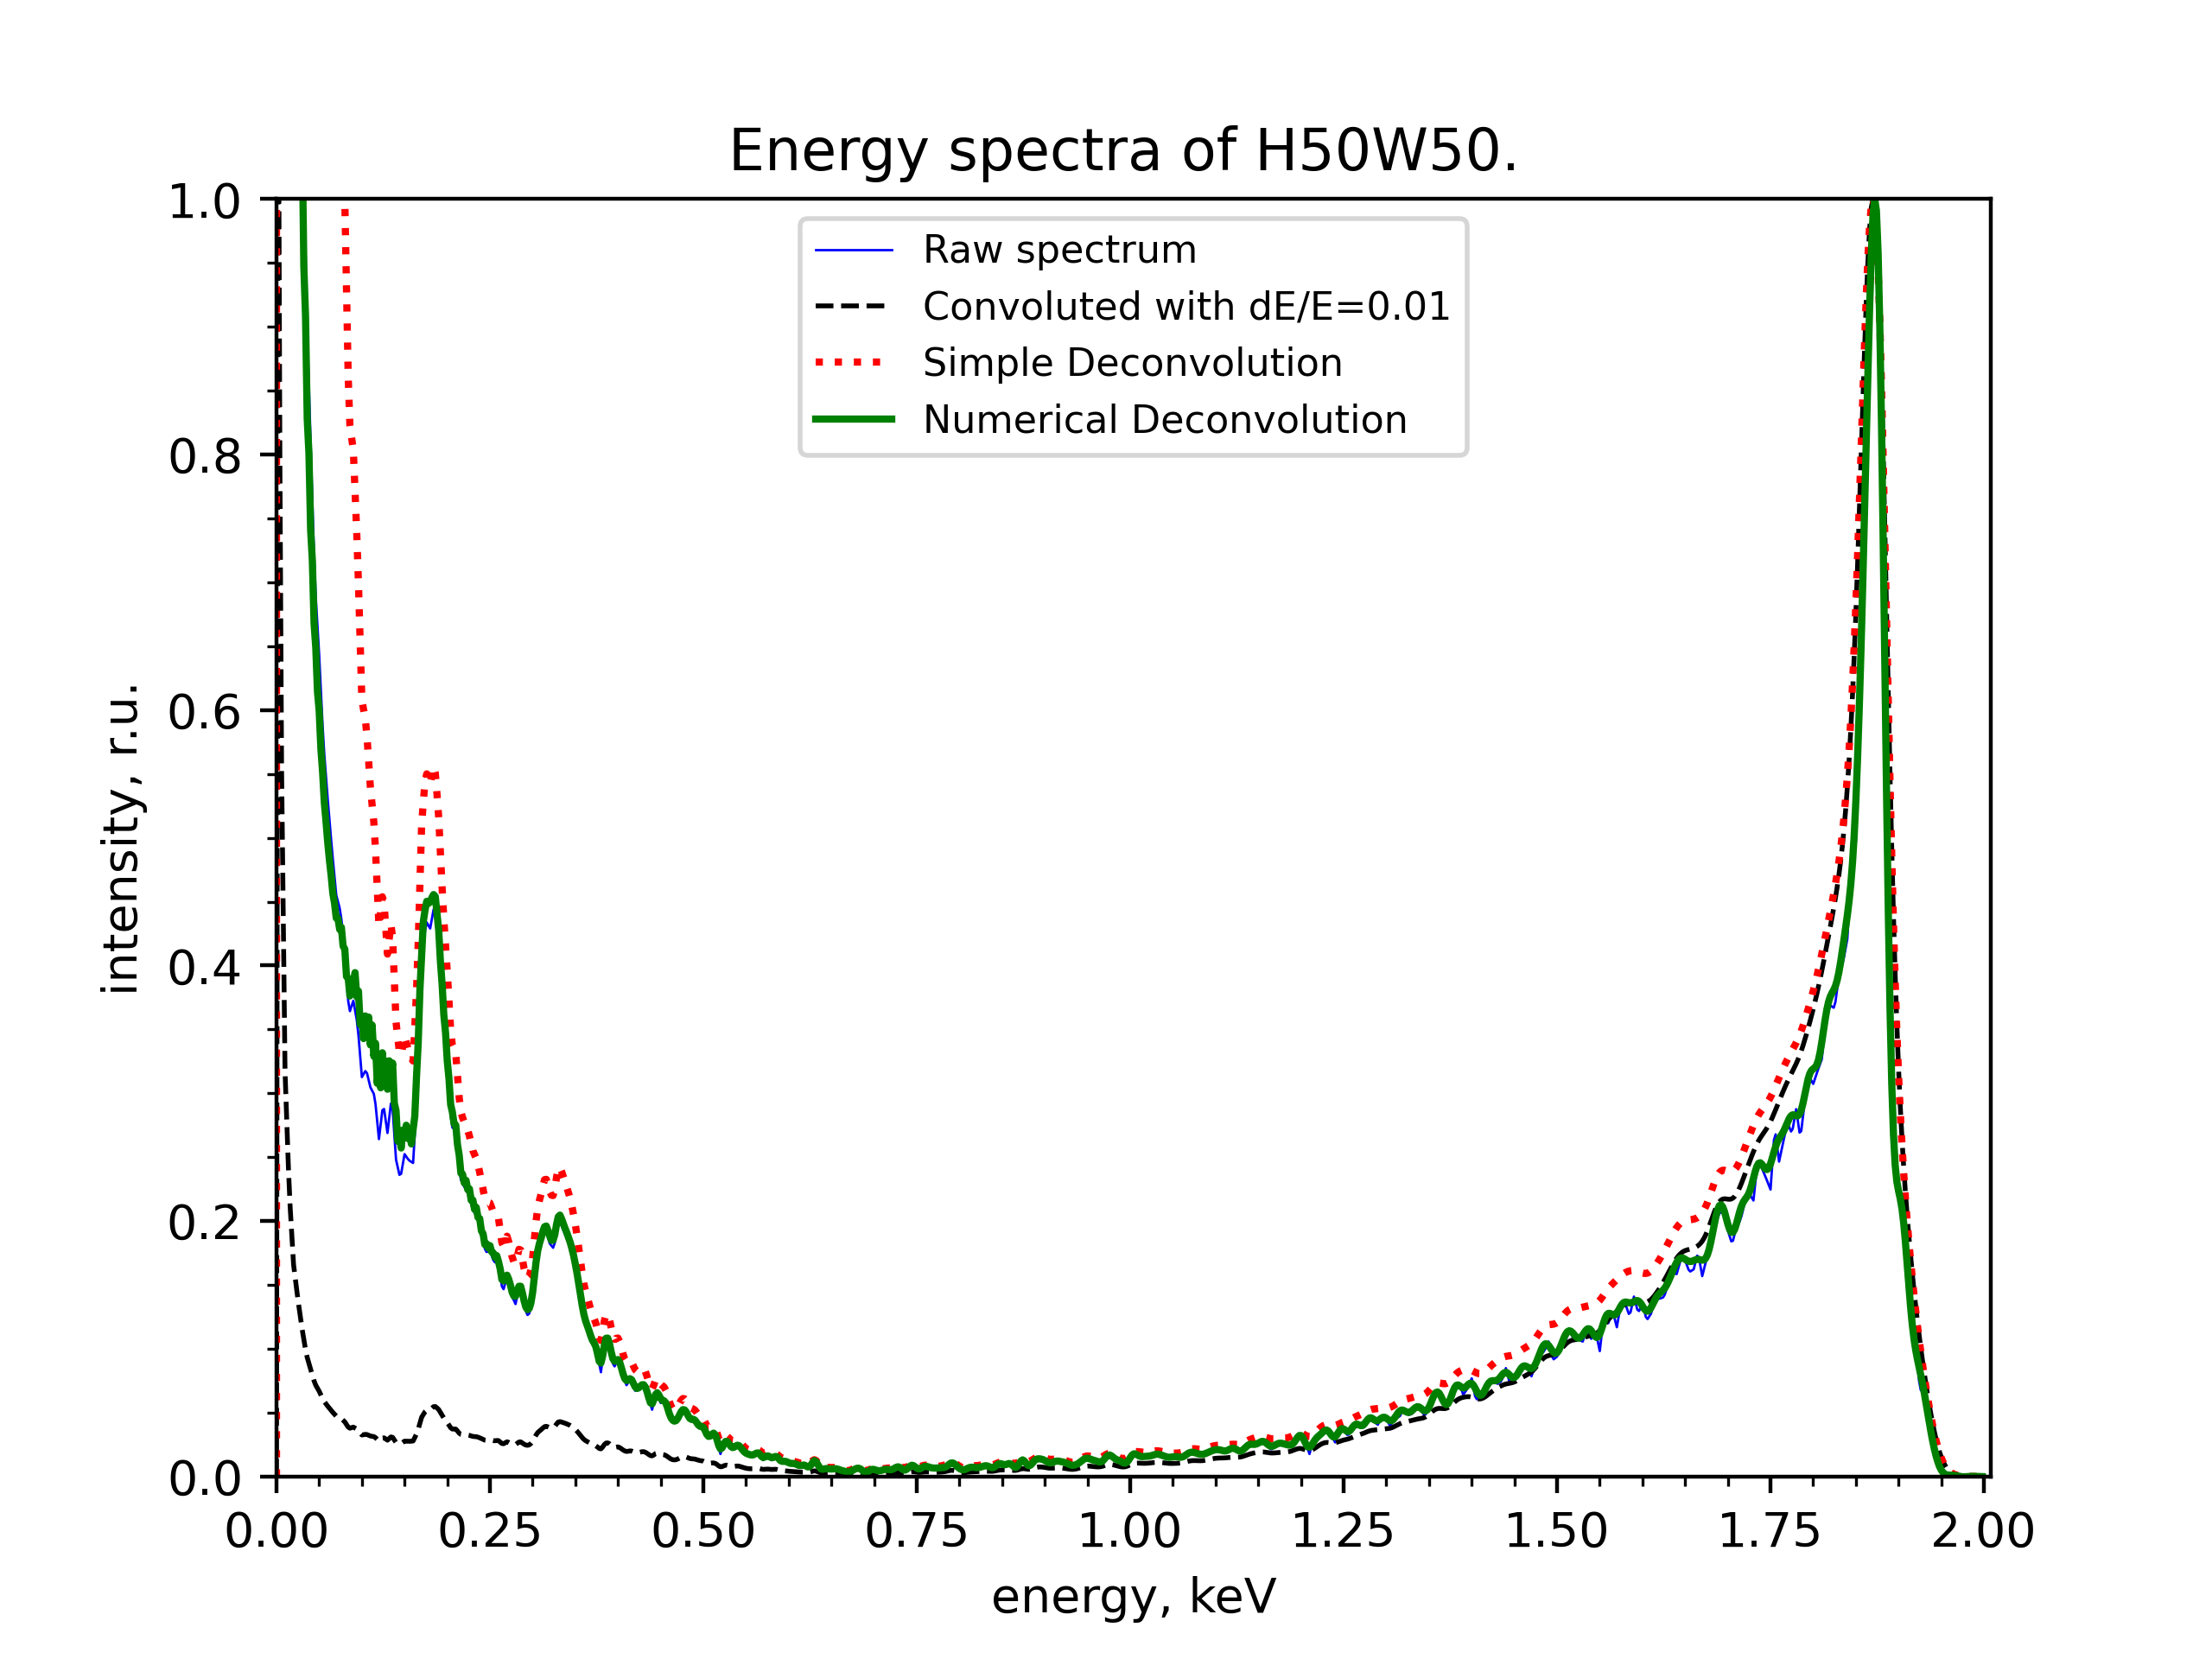 Energy spectra of H50W50.
Raw spectrum
Convoluted with dE/E=0.01
Simple Deconvolution
Numerical Deconvolution
intensity, r.u.
1.0
0.8
0.6
0.4
0.2
0.0
0.00 0.25 0.50 0.75 1.00 1.25 1.50 1.75 2.00
energy, keV